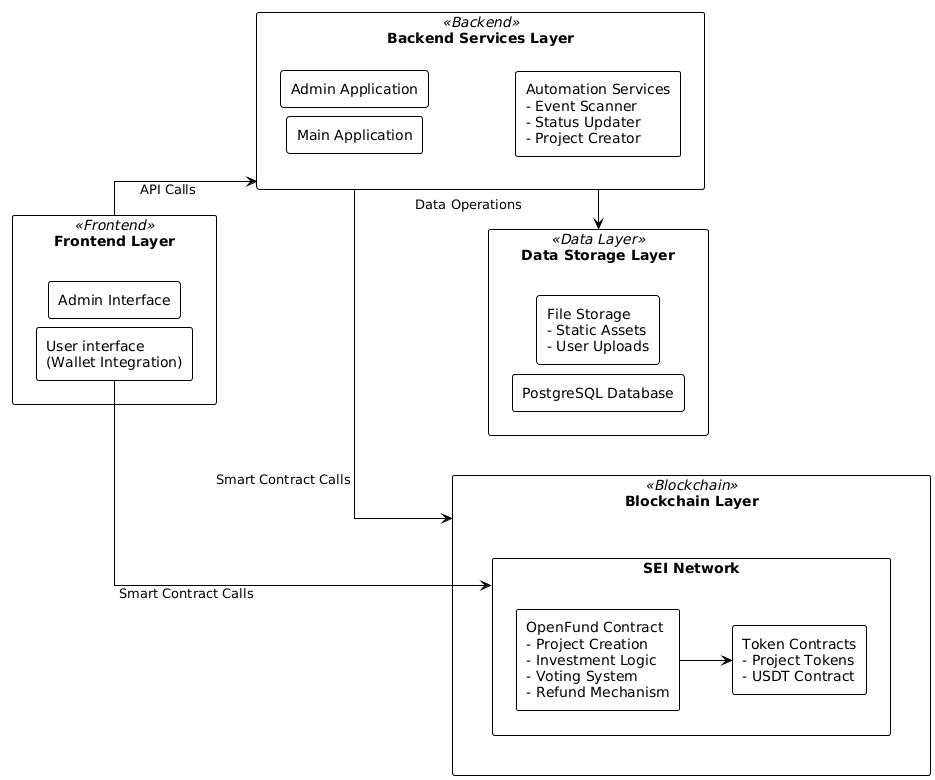 «Backend»
Backend Services Layer
Admin Application
Main Application
Automation Services
- Event Scanner
- Status Updater
- Project Creator
API Calls
Data Operations
«Frontend»
Frontend Layer
Admin Interface
User interface
(Wallet Integration)
«Data Layer»
Data Storage Layer
File Storage
- Static Assets
- User Uploads
PostgreSQL Database
Smart Contract Calls
«Blockchain»
Blockchain Layer
SEI Network
Smart Contract Calls
OpenFund Contract
- Project Creation
- Investment Logic
- Voting System
- Refund Mechanism
Token Contracts
- Project Tokens
- USDT Contract